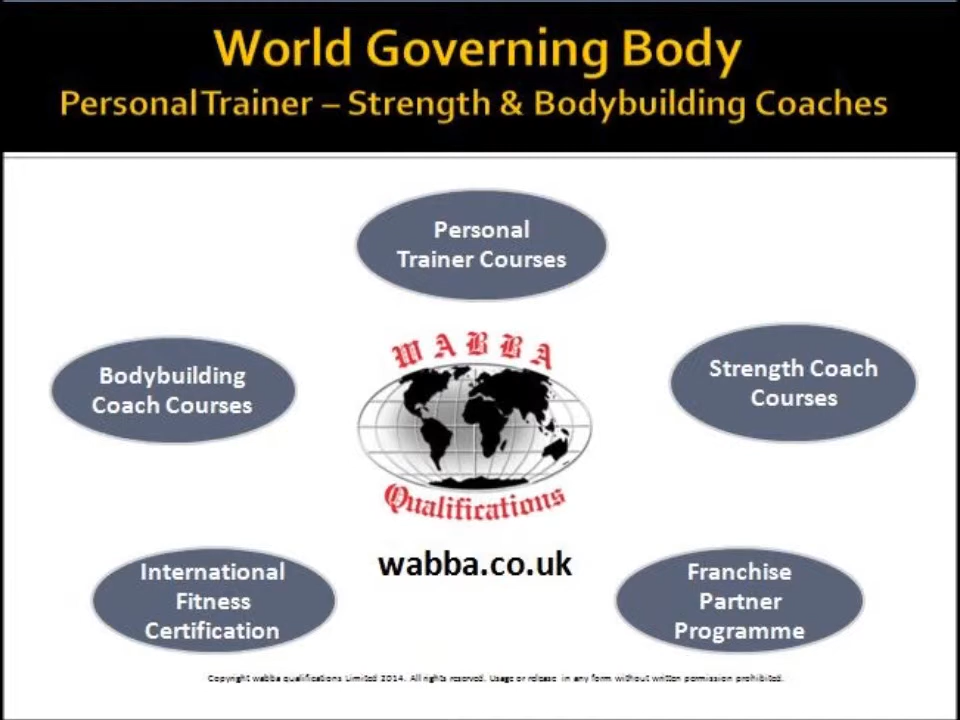 World Governing Body
Personal Trainer – Strength & Bodybuilding Coaches
Personal
Trainer Courses
Bodybuilding
Coach Courses
Strength Coach
Courses
WABBA
Qualifications
wabba.co.uk
International
Fitness
Certification
Franchise
Partner
Programme
Copyright wabba qualifications Limited 2014. All rights reserved. Usage or release in any form without written permission prohibited.